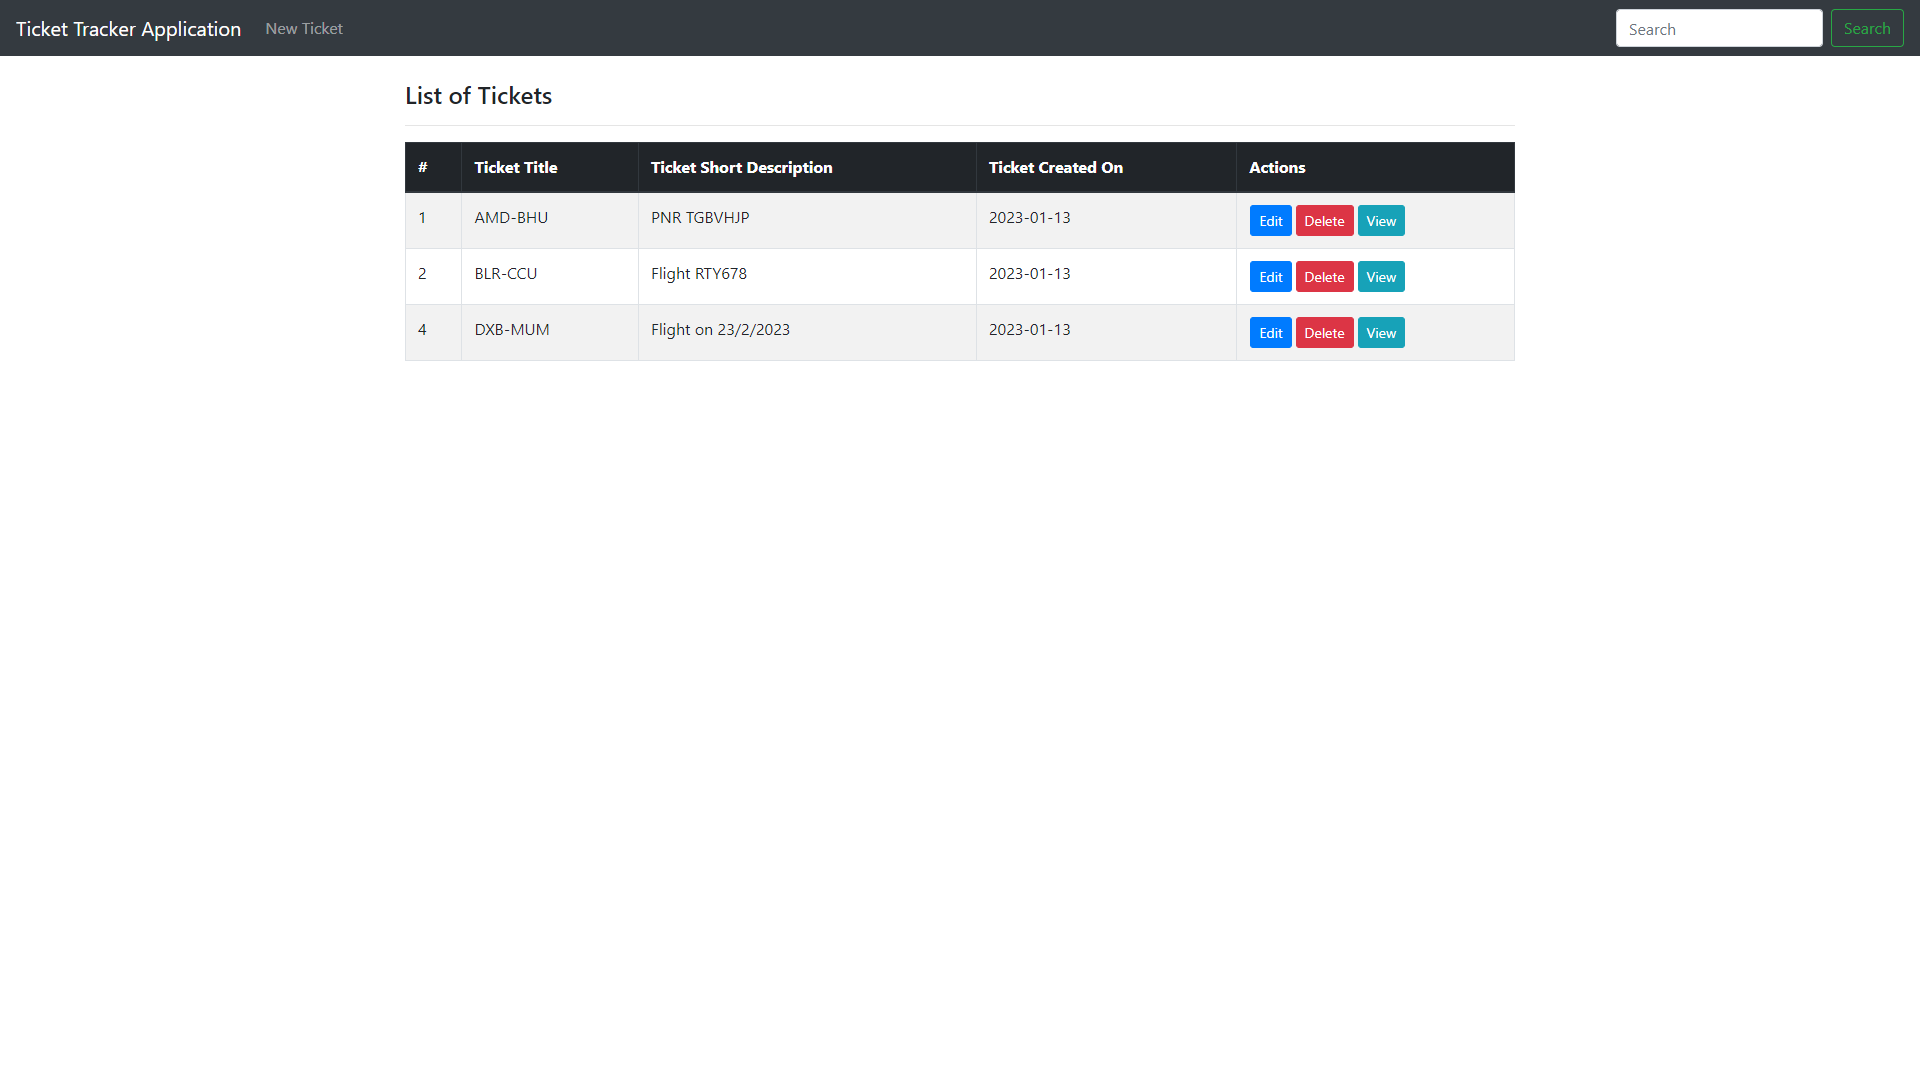 Ticket Tracker Application New Ticket Search Search
List of Tickets
# Ticket Title Ticket Short Description Ticket Created On Actions
1 AMD-BHU PNR TGBVHJP 2023-01-13 Edit Delete View
2 BLR-CCU Flight RTY678 2023-01-13 Edit Delete View
4 DXB-MUM Flight on 23/2/2023 2023-01-13 Edit Delete View